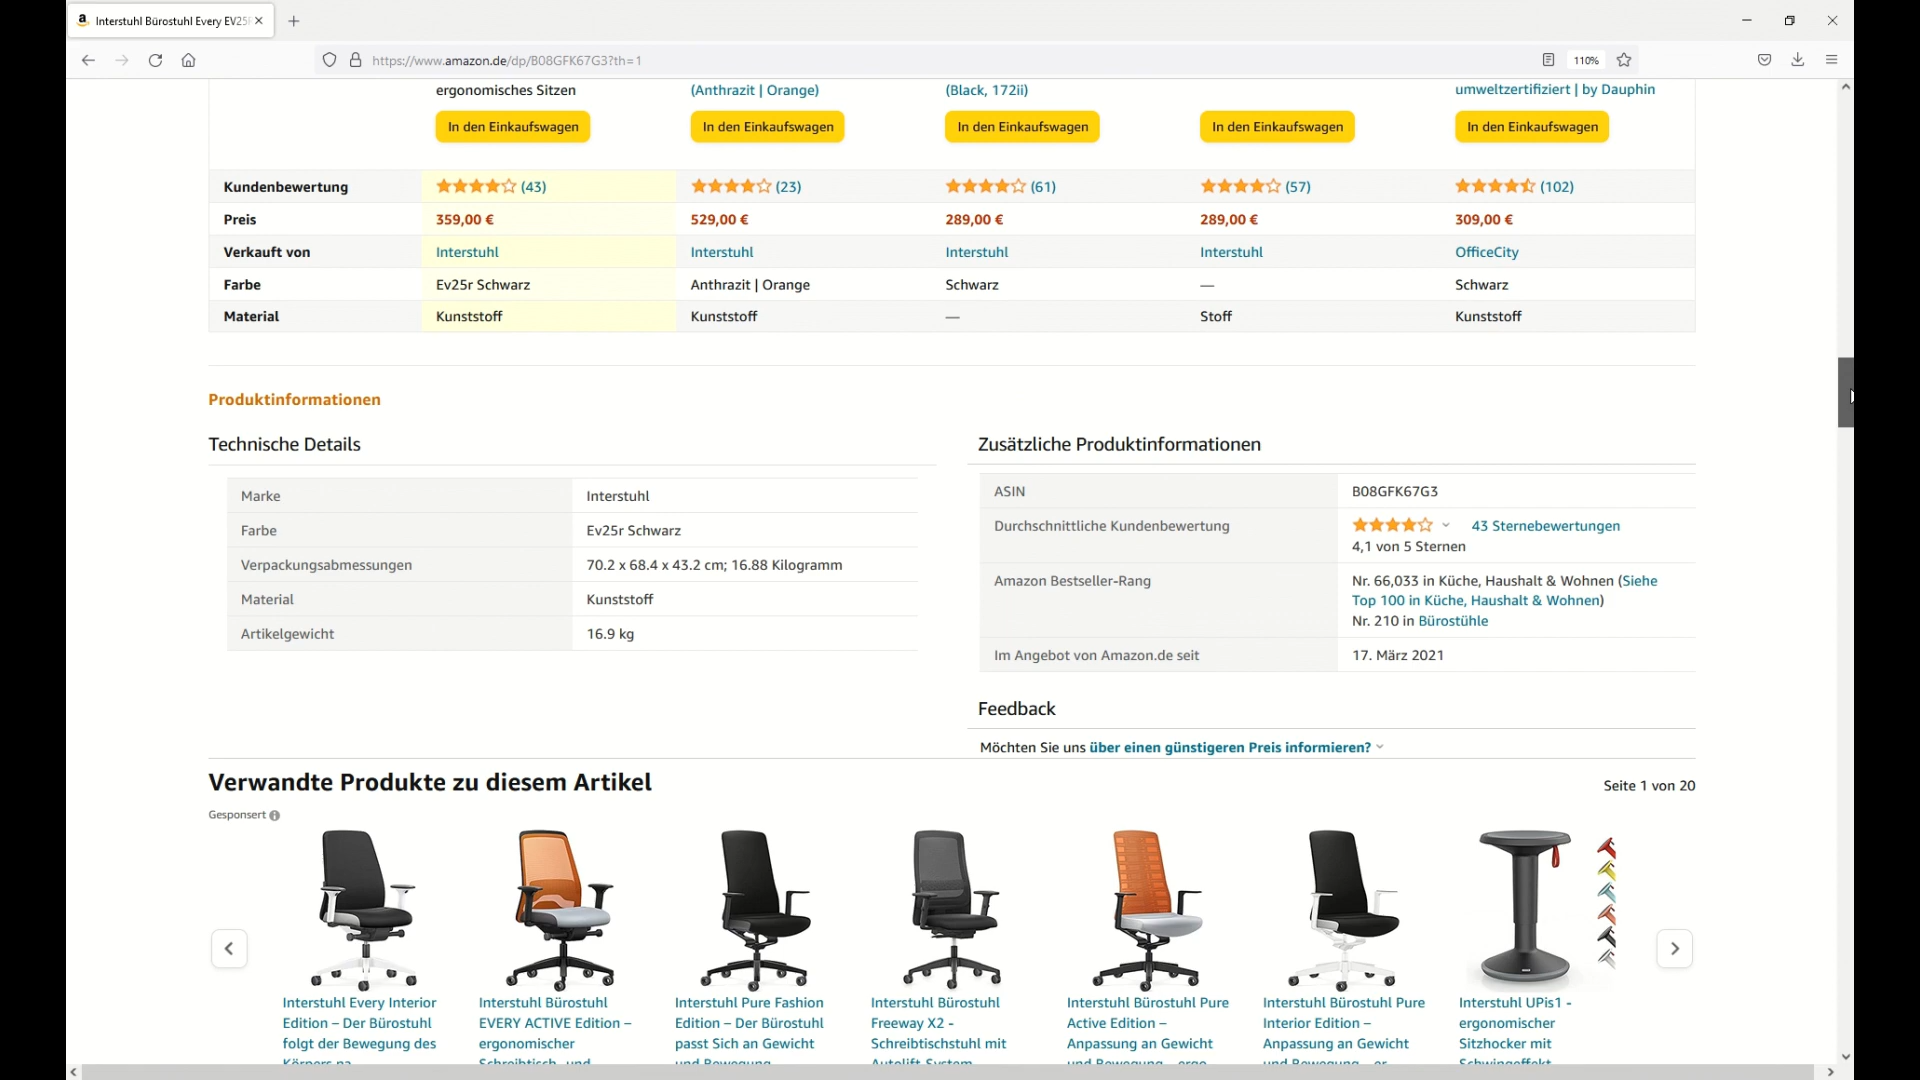 Interstuhl Bürostuhl Every EV25
https://www.amazon.de/dp/B08GFK67G3?th=1
110%
ergonomisches Sitzen
(Anthrazit | Orange)
(Black, 172ii)
umweltzertifiziert | by Dauphin
In den Einkaufswagen
In den Einkaufswagen
In den Einkaufswagen
In den Einkaufswagen
In den Einkaufswagen
Kundenbewertung (43) (23) (61) (57) (102)
Preis 359,00 € 529,00 € 289,00 € 289,00 € 309,00 €
Verkauft von Interstuhl Interstuhl Interstuhl Interstuhl OfficeCity
Farbe Ev25r Schwarz Anthrazit | Orange Schwarz — Schwarz
Material Kunststoff Kunststoff — Stoff Kunststoff
Produktinformationen
Technische Details
Marke Interstuhl
Farbe Ev25r Schwarz
Verpackungsabmessungen 70.2 x 68.4 x 43.2 cm; 16.88 Kilogramm
Material Kunststoff
Artikelgewicht 16.9 kg
Zusätzliche Produktinformationen
ASIN B08GFK67G3
Durchschnittliche Kundenbewertung 43 Sternebewertungen
4,1 von 5 Sternen
Amazon Bestseller-Rang Nr. 66,033 in Küche, Haushalt & Wohnen (Siehe
Top 100 in Küche, Haushalt & Wohnen)
Nr. 210 in Bürostühle
Im Angebot von Amazon.de seit 17. März 2021
Feedback
Möchten Sie uns über einen günstigeren Preis informieren?
Verwandte Produkte zu diesem Artikel
Seite 1 von 20
Gesponsert
Interstuhl Every Interior
Edition – Der Bürostuhl
folgt der Bewegung des
Körpers na
Interstuhl Bürostuhl
EVERY ACTIVE Edition –
ergonomischer
Schreibtisch- und
Interstuhl Pure Fashion
Edition – Der Bürostuhl
passt Sich an Gewicht
und Bewegung
Interstuhl Bürostuhl
Freeway X2 -
Schreibtischstuhl mit
Autolift-System
Interstuhl Bürostuhl Pure
Active Edition –
Anpassung an Gewicht
und Bewegung – ergo
Interstuhl Bürostuhl Pure
Interior Edition –
Anpassung an Gewicht
und Bewegung – er
Interstuhl UPis1 -
ergonomischer
Sitzhocker mit
Schwingeffekt